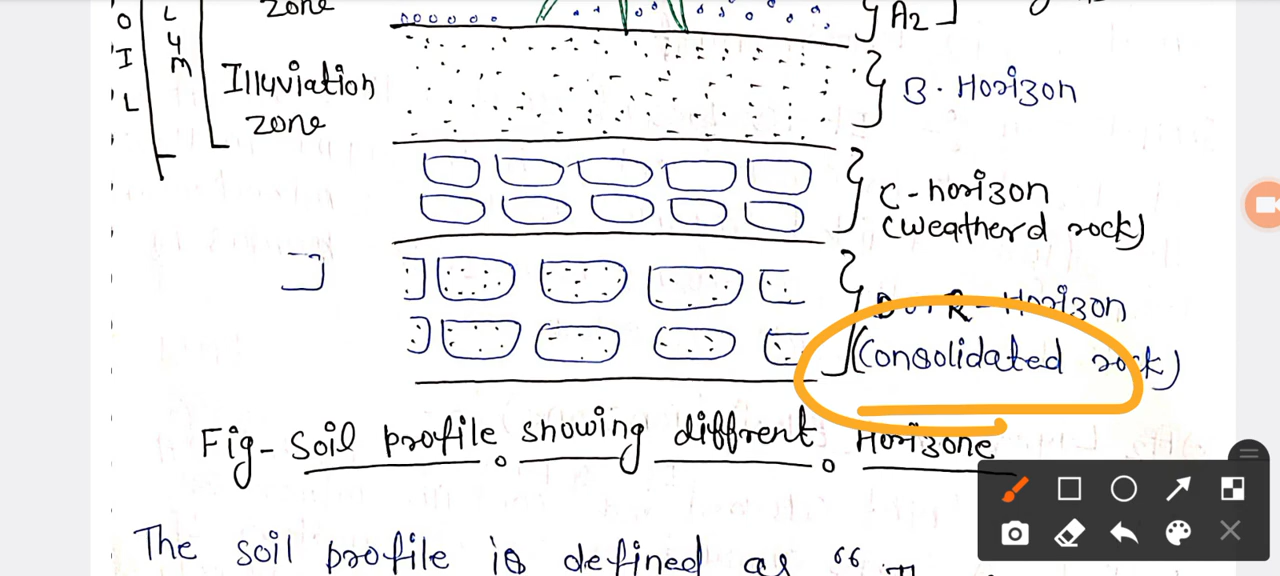 zone
A2
Illuviation
zone
B. Horizon
C-horizon
(weatherd rock)
D or R-Horizon
(Consolidated rock)
Fig- Soil profile showing diffrent Horizone
The soil profile is defined as "
S
O
I
L
L
U
M